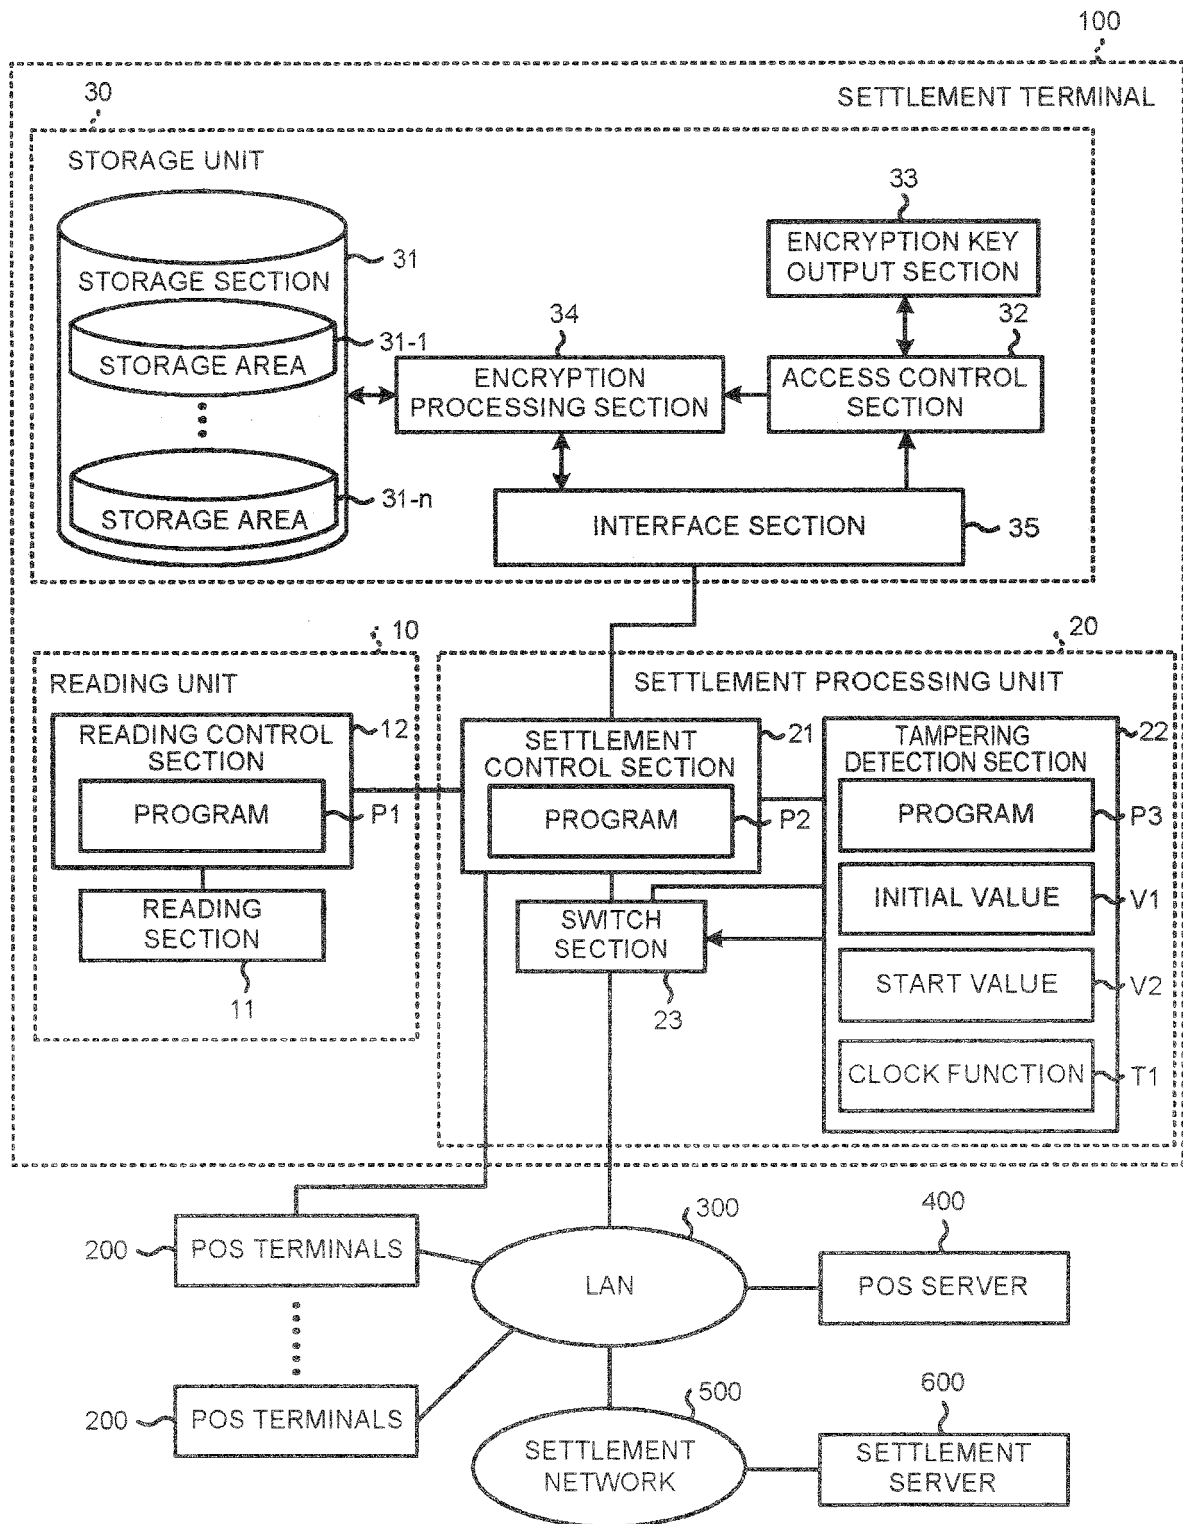 100
SETTLEMENT TERMINAL
30
STORAGE UNIT
33
ENCRYPTION KEY
OUTPUT SECTION
STORAGE SECTION
31
34
32
31-1
STORAGE AREA
ENCRYPTION
PROCESSING SECTION
ACCESS CONTROL
SECTION
31-n
STORAGE AREA
INTERFACE SECTION
35
10
20
READING UNIT
SETTLEMENT PROCESSING UNIT
READING CONTROL
SECTION
12
PROGRAM
P1
SETTLEMENT
CONTROL SECTION
21
PROGRAM
P2
TAMPERING
DETECTION SECTION
22
PROGRAM
P3
READING
SECTION
11
SWITCH
SECTION
23
INITIAL VALUE
V1
START VALUE
V2
CLOCK FUNCTION
T1
200
POS TERMINALS
300
LAN
400
POS SERVER
200
POS TERMINALS
500
SETTLEMENT
NETWORK
600
SETTLEMENT
SERVER